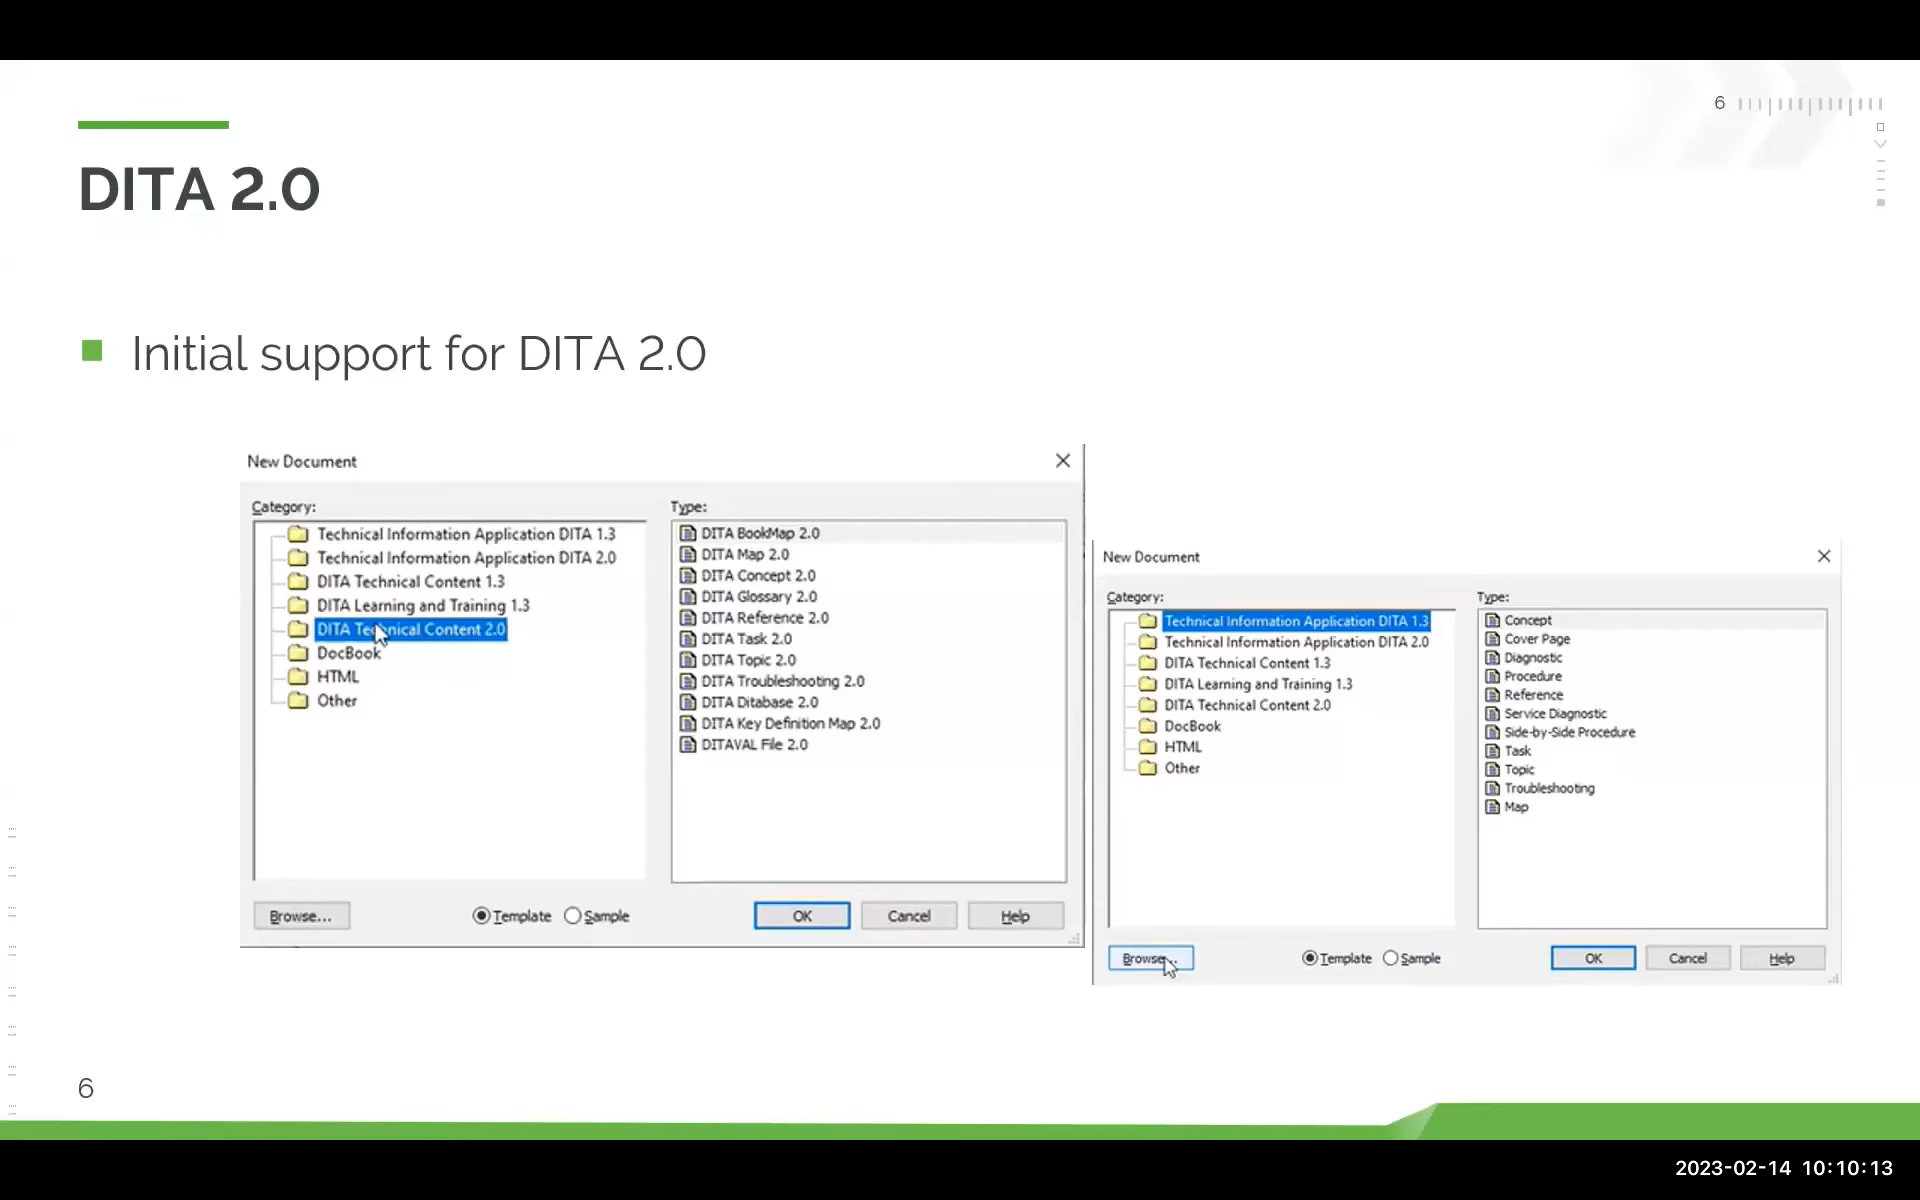 6
DITA 2.0
Initial support for DITA 2.0
New Document
Category:
Technical Information Application DITA 1.3
Technical Information Application DITA 2.0
DITA Technical Content 1.3
DITA Learning and Training 1.3
DITA Technical Content 2.0
DocBook
HTML
Other
Type:
DITA BookMap 2.0
DITA Map 2.0
DITA Concept 2.0
DITA Glossary 2.0
DITA Reference 2.0
DITA Task 2.0
DITA Topic 2.0
DITA Troubleshooting 2.0
DITA Ditabase 2.0
DITA Key Definition Map 2.0
DITAVAL File 2.0
Browse... Template Sample OK Cancel Help
New Document
Category:
Technical Information Application DITA 1.3
Technical Information Application DITA 2.0
DITA Technical Content 1.3
DITA Learning and Training 1.3
DITA Technical Content 2.0
DocBook
HTML
Other
Type:
Concept
Cover Page
Diagnostic
Procedure
Reference
Service Diagnostic
Side-by-Side Procedure
Task
Topic
Troubleshooting
Map
Browse... Template Sample OK Cancel Help
6
2023-02-14 10:10:13